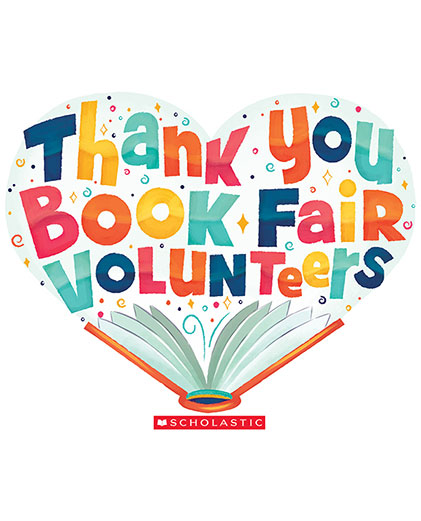 Thank you
BOOK Fair
VOLUNTeers
SCHOLASTIC